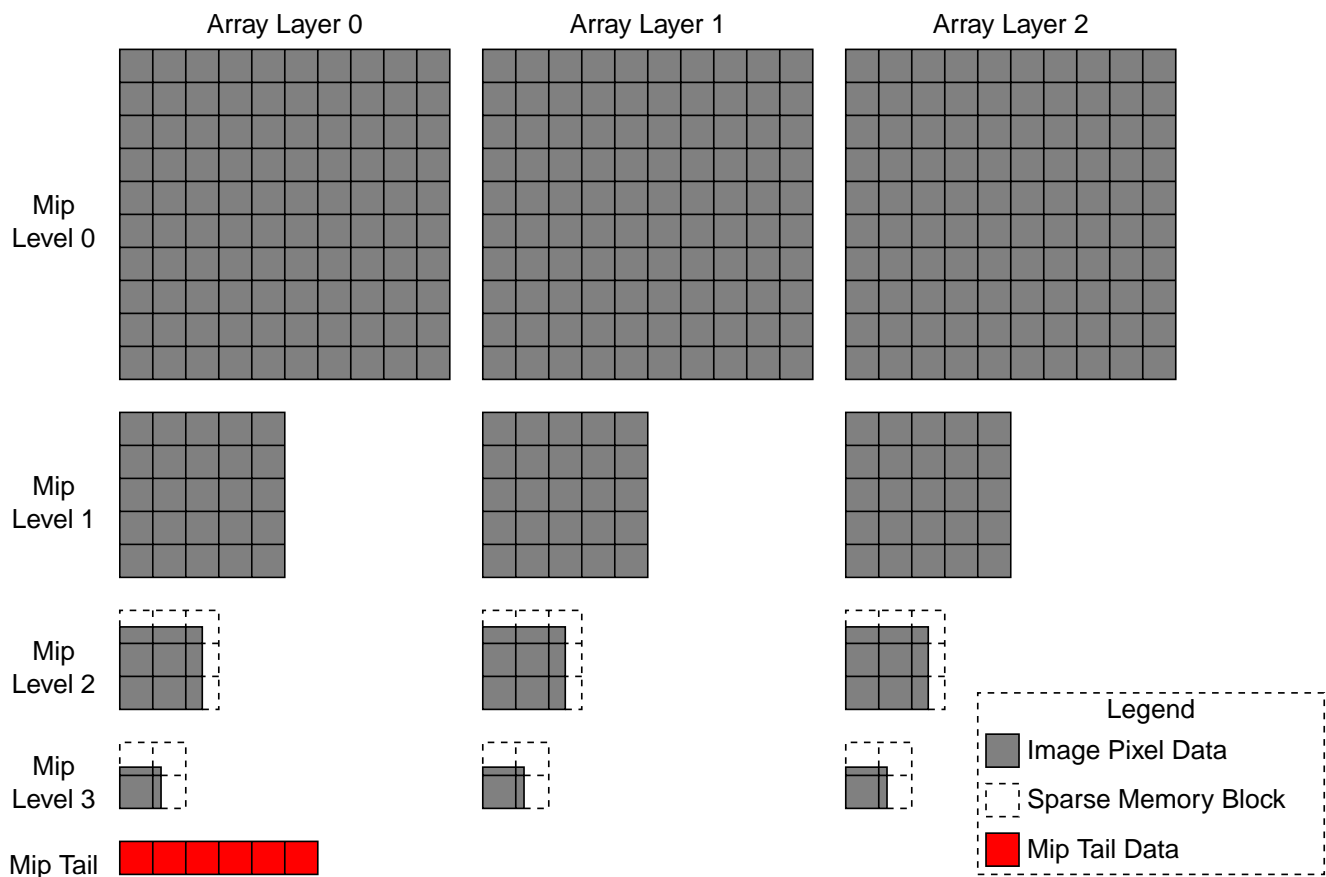 Array Layer 0
Array Layer 1
Array Layer 2
Mip
Level 0
Mip
Level 1
Mip
Level 2
Mip
Level 3
Mip Tail
Legend
Image Pixel Data
Sparse Memory Block
Mip Tail Data